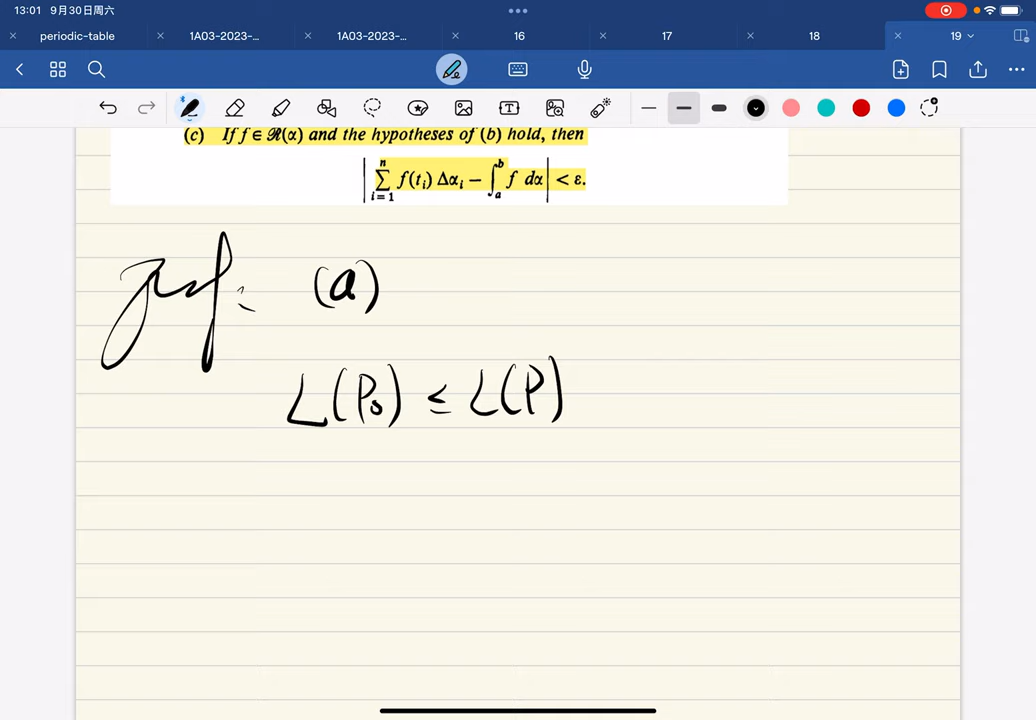 13:01 9月30日周六
periodic-table 1A03-2023-... 1A03-2023-... 16 17 18 19
(c) If f ∈ ℛ(α) and the hypotheses of (b) hold, then
|∑_{i=1}^{n} f(t_i) Δα_i − ∫_a^b f dα| < ε.
(a)
L(P₀) ≤ L(P)